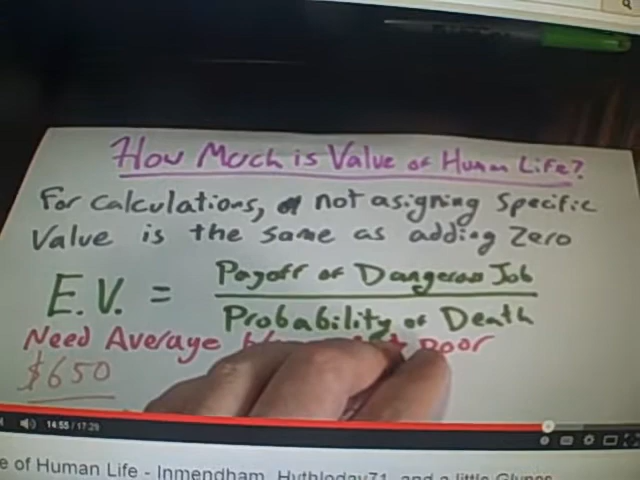 How Much is Value of Human Life?
For Calculations, not asigning Specific
Value is the same as adding Zero
E.V. = Payoff of Dangerous Job
Probability of Death
Need Average poor
$650
14:55 / 17:29
e of Human Life - Inmendham, Hythloday71, and a little Glunps